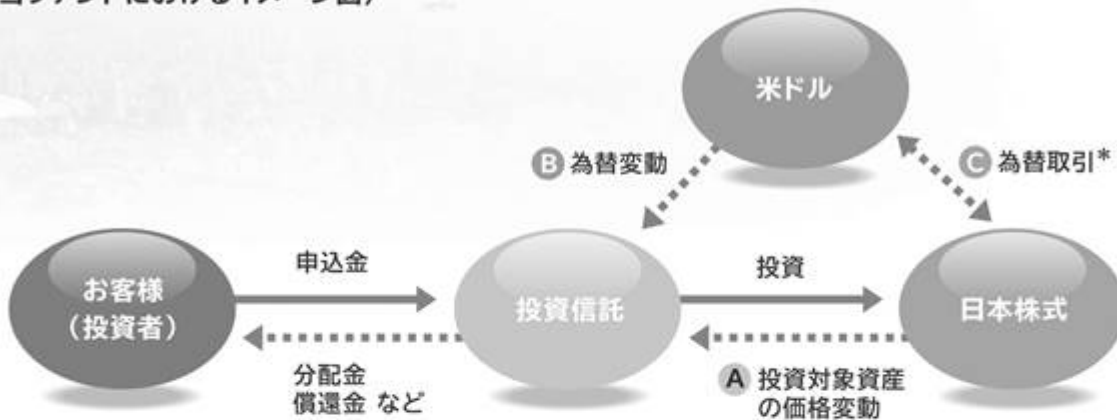 米ドル
B 為替変動
C 為替取引*
お客様
(投資者)
申込金
投資信託
投資
日本株式
分配金
償還金 など
A 投資対象資産
の価格変動